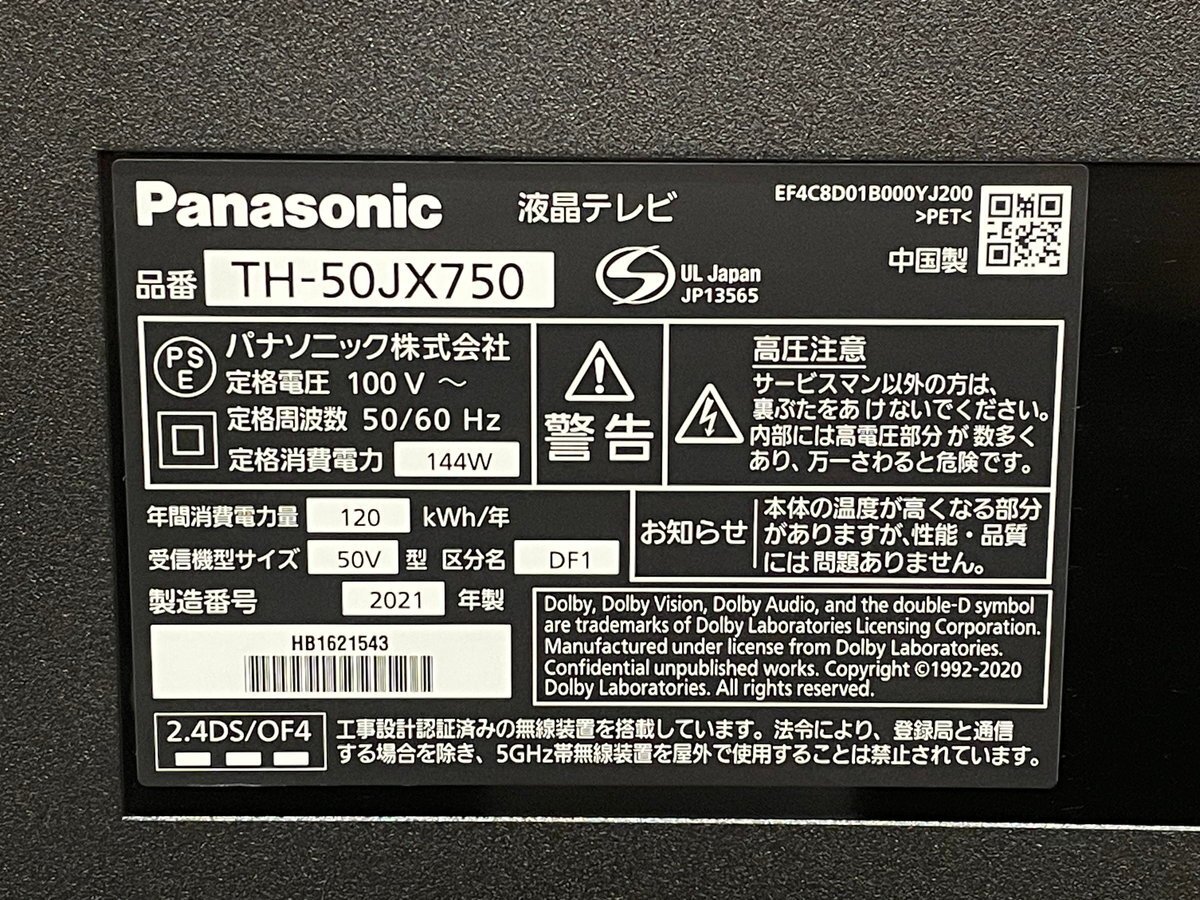 Panasonic 液晶テレビ
EF4C8D01B000YJ200
>PET<
中国製
品番 TH-50JX750
UL Japan
JP13565
PS
E
パナソニック株式会社
定格電圧 100 V ～
定格周波数 50/60 Hz
定格消費電力 144W
警告
高圧注意
サービスマン以外の方は、
裏ぶたをあけないでください。
内部には高電圧部分が数多く
あり、万一さわると危険です。
年間消費電力量 120 kWh/年
受信機型サイズ 50V 型 区分名 DF1
製造番号 2021 年製
HB1621543
お知らせ
本体の温度が高くなる部分
がありますが、性能・品質
には問題ありません。
Dolby, Dolby Vision, Dolby Audio, and the double-D symbol
are trademarks of Dolby Laboratories Licensing Corporation.
Manufactured under license from Dolby Laboratories.
Confidential unpublished works. Copyright ©1992-2020
Dolby Laboratories. All rights reserved.
2.4DS/OF4
工事設計認証済みの無線装置を搭載しています。法令により、登録局と通信
する場合を除き、5GHz帯無線装置を屋外で使用することは禁止されています。